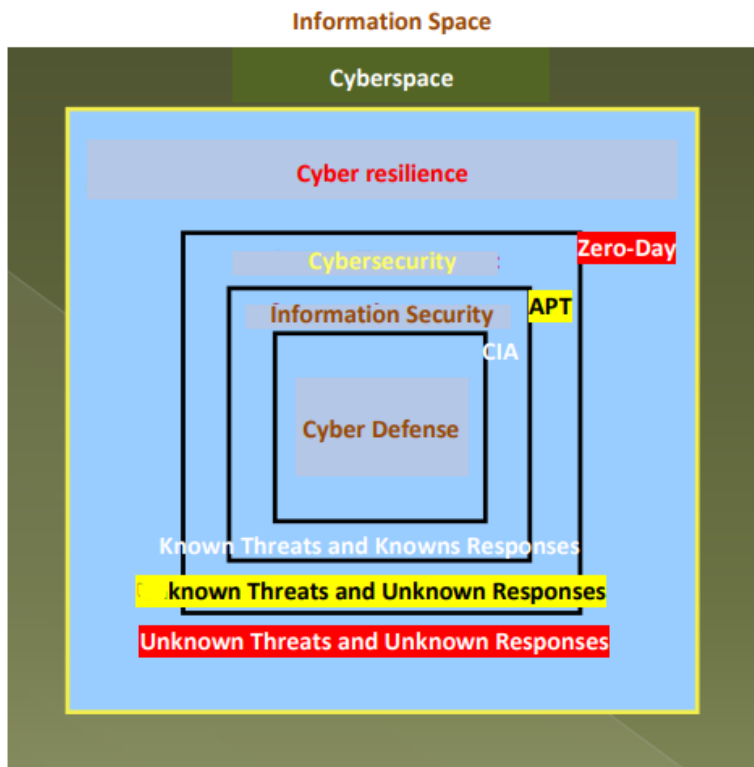 Information Space
Cyberspace
Cyber resilience
Zero-Day
Cybersecurity
APT
Information Security
CIA
Cyber Defense
Known Threats and Knowns Responses
Threats and Unknown Responses
Unknown Threats and Unknown Responses